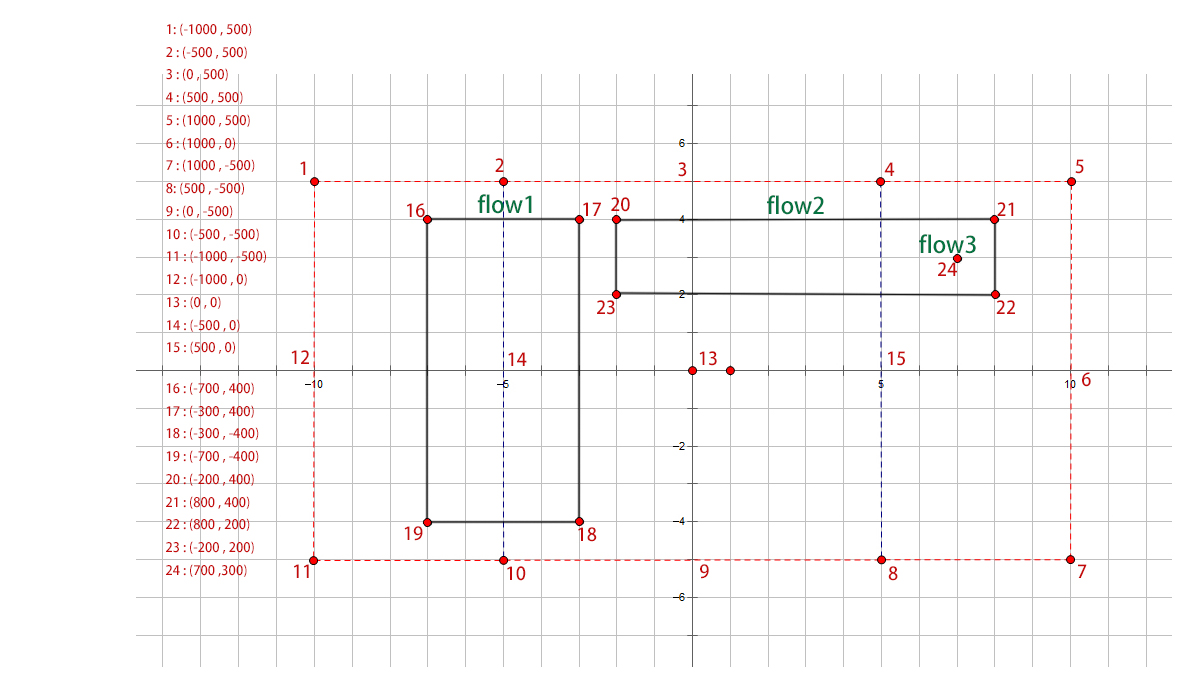 1: (-1000 , 500)
2 : (-500 , 500)
3 : (0 , 500)
4 : (500 , 500)
5 : (1000 , 500)
6 : (1000 , 0)
7 : (1000 , -500)
8: (500 , -500)
9 : (0 , -500)
10 : (-500 , -500)
11 : (-1000 , -500)
12 : (-1000 , 0)
13 : (0 , 0)
14 : (-500 , 0)
15 : (500 , 0)
16 : (-700 , 400)
17 : (-300 , 400)
18 : (-300 , -400)
19 : (-700 , -400)
20 : (-200 , 400)
21 : (800 , 400)
22 : (800 , 200)
23 : (-200 , 200)
24 : (700 ,300)
6
1 2 3 4 5
16 flow1 17 20 flow2 21
4
flow3
24
2
23 22
12 14 13 15
−10 −5 5 10 6
−2
−4
19 18
11 10 9 8 7
−6